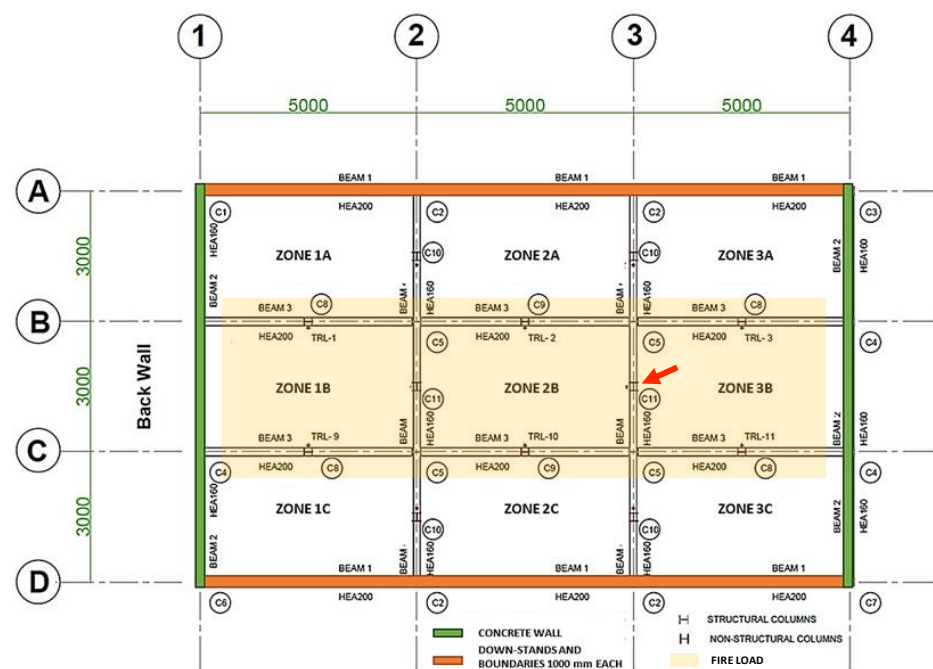 1 2 3 4
5000 5000 5000
A
BEAM 1 BEAM 1 BEAM 1
HEA200 HEA200 HEA200
C1 C2 C2 C3
3000
HEA160
ZONE 1A
C10
ZONE 2A
C10
ZONE 3A
BEAM 2
HEA160
BEAM 2
BEAM
HEA160
BEAM
HEA160
BEAM 3 C8 BEAM 3 C9 BEAM 3 C8
B
HEA200 TRL-1 HEA200 TRL- 2 HEA200 TRL- 3
C5 C5 C4
3000
Back Wall
ZONE 1B ZONE 2B ZONE 3B
C11 C11
BEAM
HEA160
BEAM
HEA160
BEAM 2
HEA160
BEAM 3 TRL- 9 BEAM 3 TRL-10 BEAM 3 TRL-11
C
C4 HEA200 C8 C5 HEA200 C9 C5 HEA200 C8 C4
3000
HEA160
ZONE 1C ZONE 2C ZONE 3C
BEAM 2
HEA160
C10 C10
BEAM 2
BEAM
HEA160
BEAM
HEA160
BEAM 1 BEAM 1 BEAM 1
D
HEA200 HEA200 HEA200
C6 C2 C2 C7
CONCRETE WALL
DOWN-STANDS AND
BOUNDARIES 1000 mm EACH
STRUCTURAL COLUMNS
NON-STRUCTURAL COLUMNS
FIRE LOAD